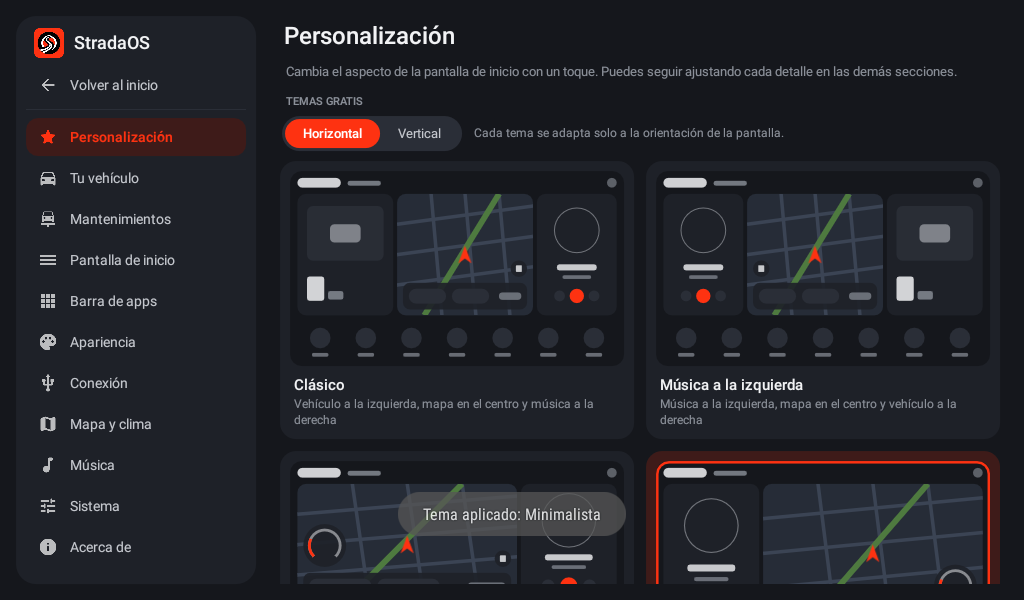 StradaOS
Volver al inicio
Personalización
Tu vehículo
Mantenimientos
Pantalla de inicio
Barra de apps
Apariencia
Conexión
Mapa y clima
Música
Sistema
Acerca de
Personalización
Cambia el aspecto de la pantalla de inicio con un toque. Puedes seguir ajustando cada detalle en las demás secciones.
TEMAS GRATIS
Horizontal Vertical Cada tema se adapta solo a la orientación de la pantalla.
Clásico
Vehículo a la izquierda, mapa en el centro y música a la
derecha
Música a la izquierda
Música a la izquierda, mapa en el centro y vehículo a la
derecha
Tema aplicado: Minimalista